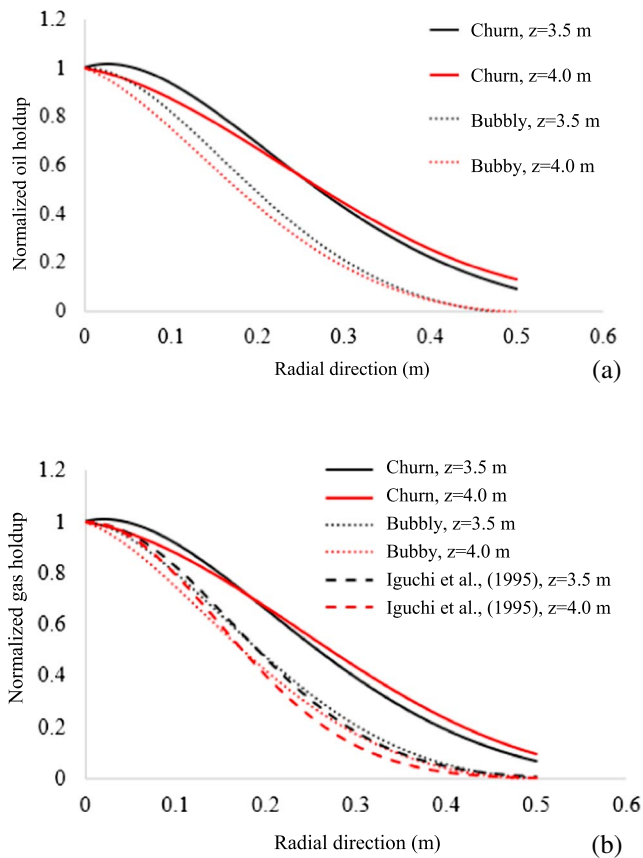 1.2
1
0.8
0.6
0.4
0.2
0
Normalized oil holdup
Churn, z=3.5 m
Churn, z=4.0 m
Bubbly, z=3.5 m
Bubby, z=4.0 m
0 0.1 0.2 0.3 0.4 0.5 0.6
Radial direction (m)
(a)
1.2
1
0.8
0.6
0.4
0.2
0
Normalized gas holdup
Churn, z=3.5 m
Churn, z=4.0 m
Bubbly, z=3.5 m
Bubby, z=4.0 m
Iguchi et al., (1995), z=3.5 m
Iguchi et al., (1995), z=4.0 m
0 0.1 0.2 0.3 0.4 0.5 0.6
Radial direction (m)
(b)